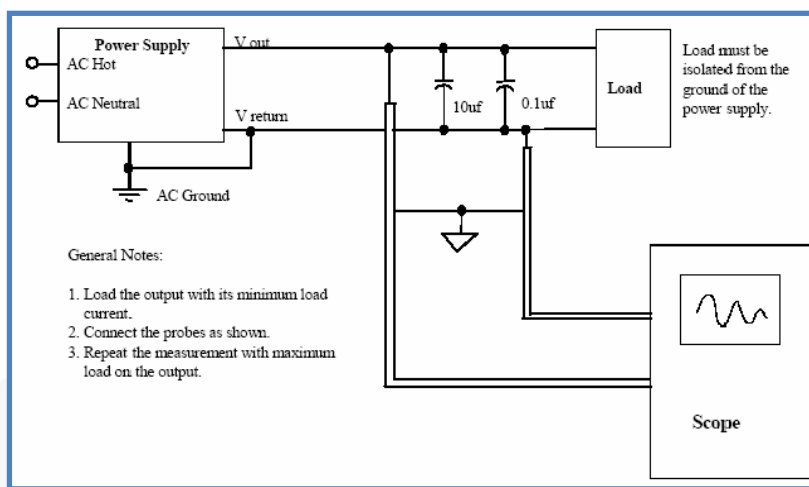 Power Supply
V out
AC Hot
AC Neutral
V return
AC Ground
10uf
0.1uf
Load
Load must be
isolated from the
ground of the
power supply.
General Notes:
1. Load the output with its minimum load
current.
2. Connect the probes as shown.
3. Repeat the measurement with maximum
load on the output.
Scope